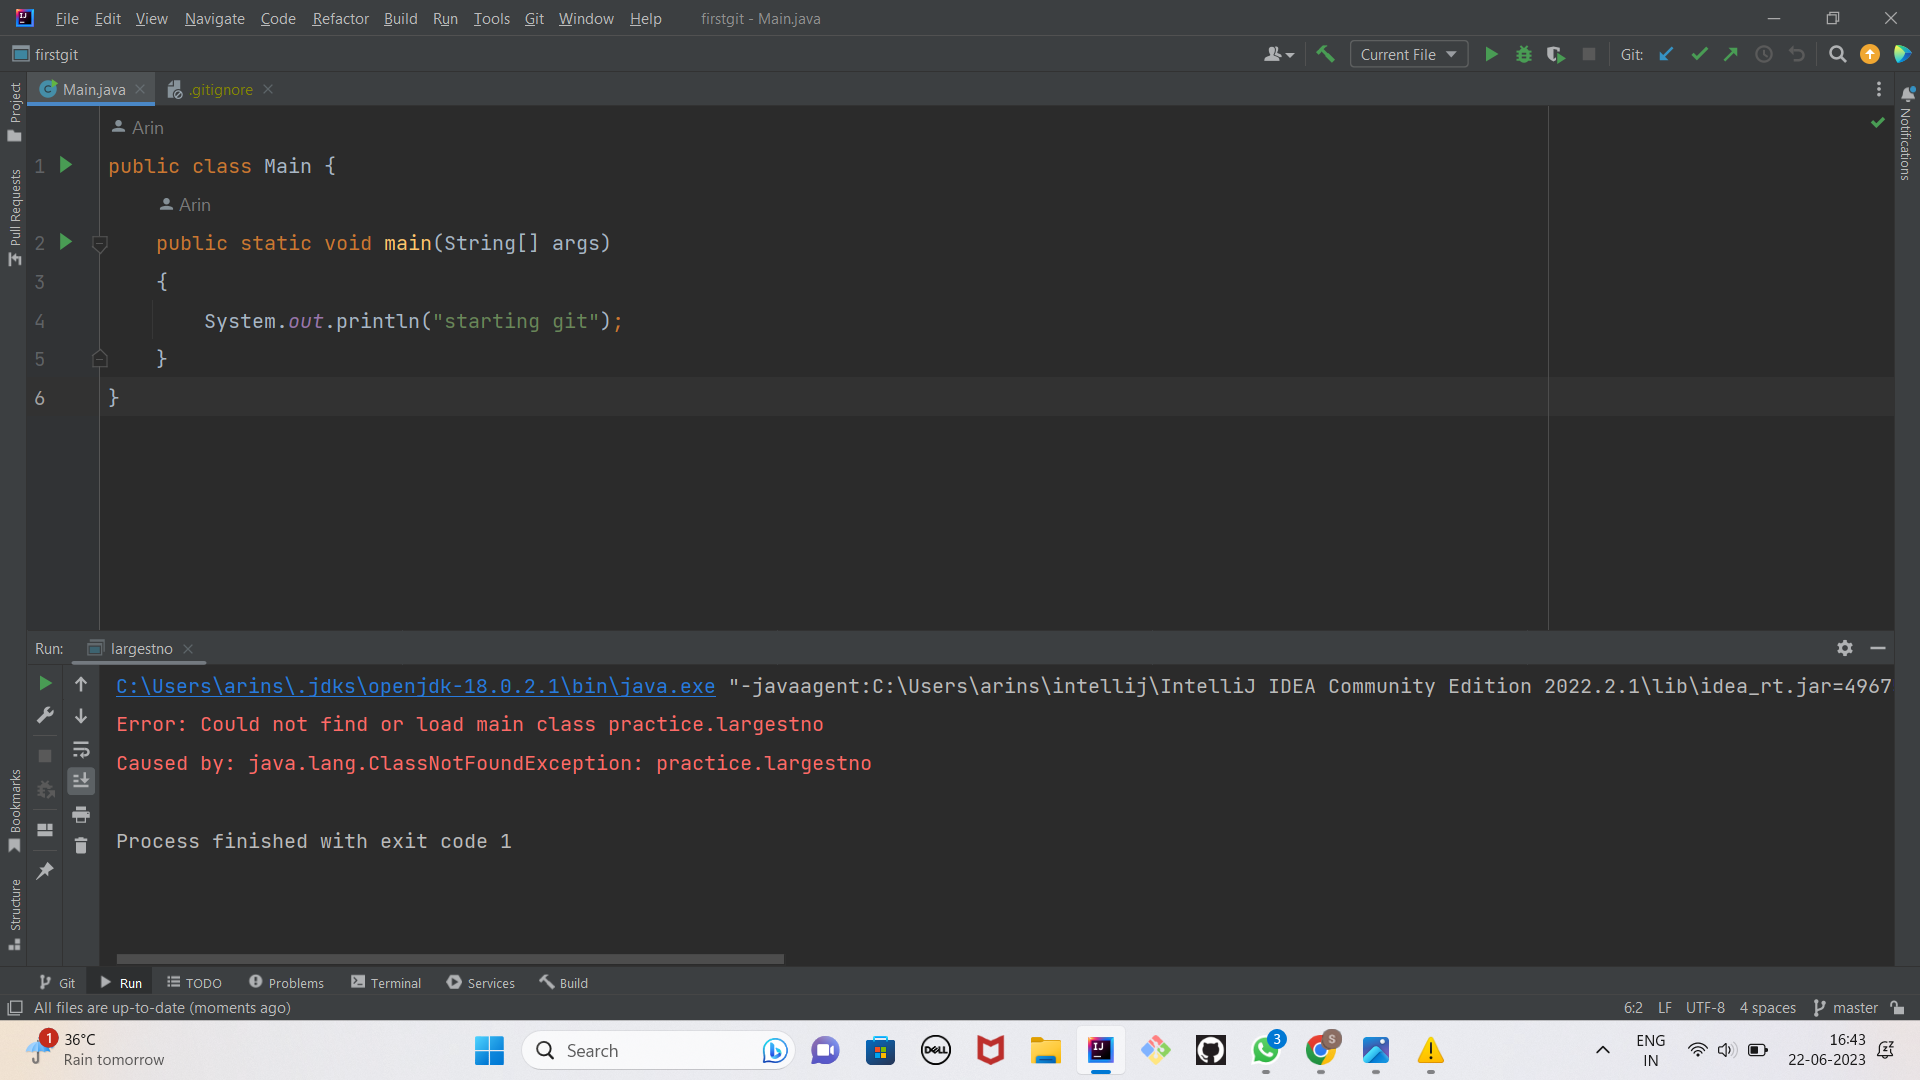 File Edit View Navigate Code Refactor Build Run Tools Git Window Help firstgit - Main.java
firstgit Current File Git:
Main.java .gitignore
Project
Pull Requests
Bookmarks
Structure
Notifications
Arin
1 public class Main {
Arin
2 public static void main(String[] args)
3 {
4 System.out.println("starting git");
5 }
6 }
Run: largestno
C:\Users\arins\.jdks\openjdk-18.0.2.1\bin\java.exe "-javaagent:C:\Users\arins\intellij\IntelliJ IDEA Community Edition 2022.2.1\lib\idea_rt.jar=4967
Error: Could not find or load main class practice.largestno
Caused by: java.lang.ClassNotFoundException: practice.largestno
Process finished with exit code 1
Git Run TODO Problems Terminal Services Build
All files are up-to-date (moments ago) 6:2 LF UTF-8 4 spaces master
1 36°C
Rain tomorrow
Search
DELL
IJ
3
S
ENG
IN
16:43
22-06-2023